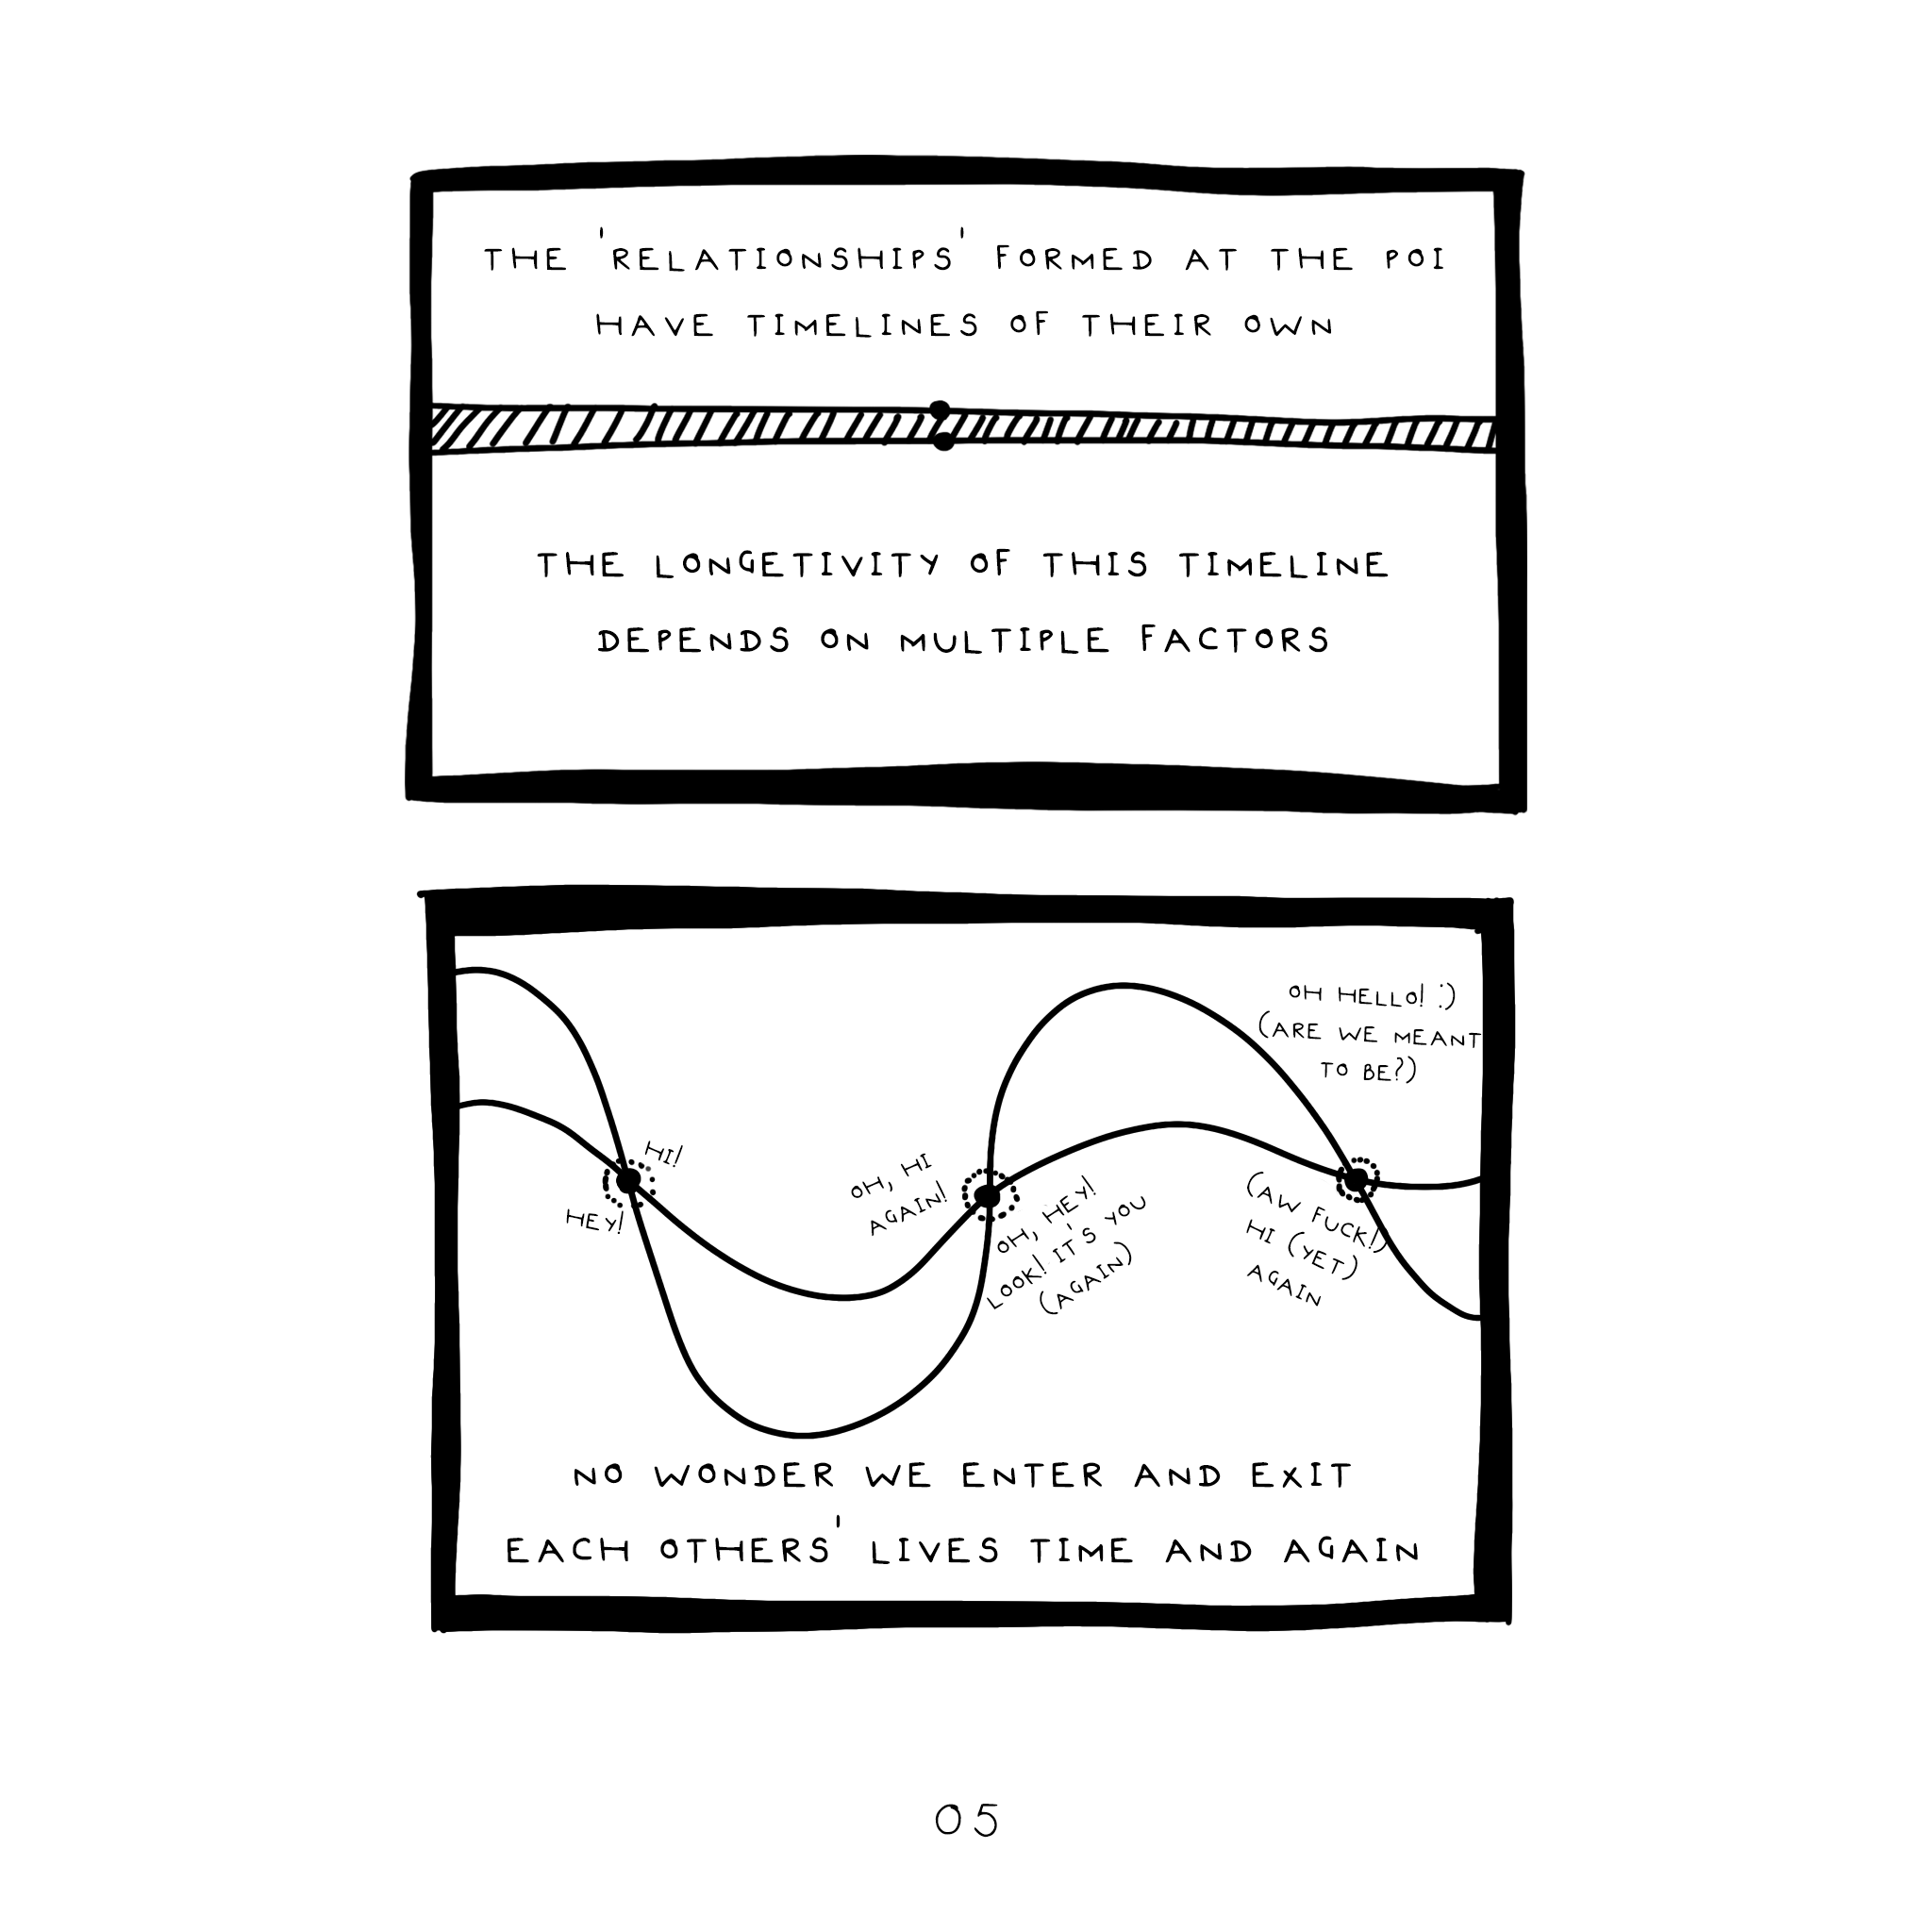 THE 'RELATIONSHIPS' FORMED AT THE POI
HAVE TIMELINES OF THEIR OWN
THE LONGETIVITY OF THIS TIMELINE
DEPENDS ON MULTIPLE FACTORS
HI!
HEY!
OH, HI
AGAIN!
OH, HEY!
LOOK! IT'S YOU
(AGAIN)
OH HELLO! :)
(ARE WE MEANT
TO BE?)
(AW FUCK!)
HI (YET)
AGAIN
NO WONDER WE ENTER AND EXIT
EACH OTHERS' LIVES TIME AND AGAIN
05